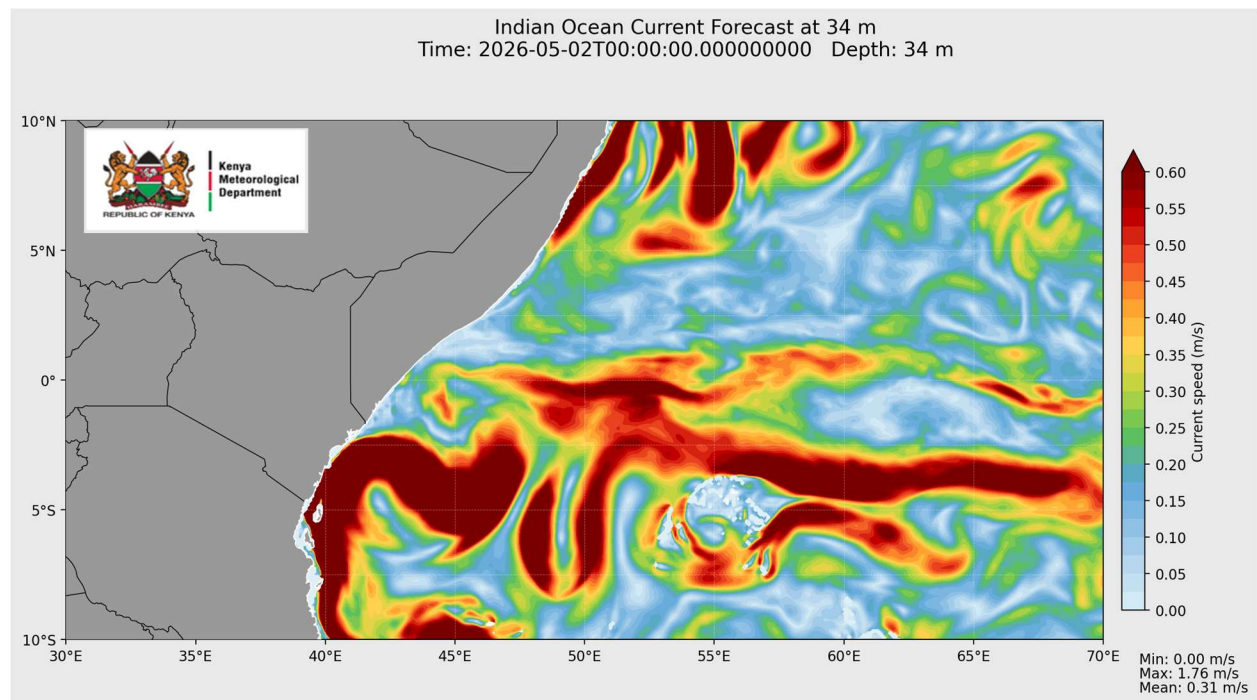 Indian Ocean Current Forecast at 34 m
Time: 2026-05-02T00:00:00.000000000   Depth: 34 m
10°N
5°N
0°
5°S
10°S
30°E
35°E
40°E
45°E
50°E
55°E
60°E
65°E
70°E
Kenya
Meteorological
Department
REPUBLIC OF KENYA
0.60
0.55
0.50
0.45
0.40
0.35
0.30
0.25
0.20
0.15
0.10
0.05
0.00
Current speed (m/s)
Min: 0.00 m/s
Max: 1.76 m/s
Mean: 0.31 m/s